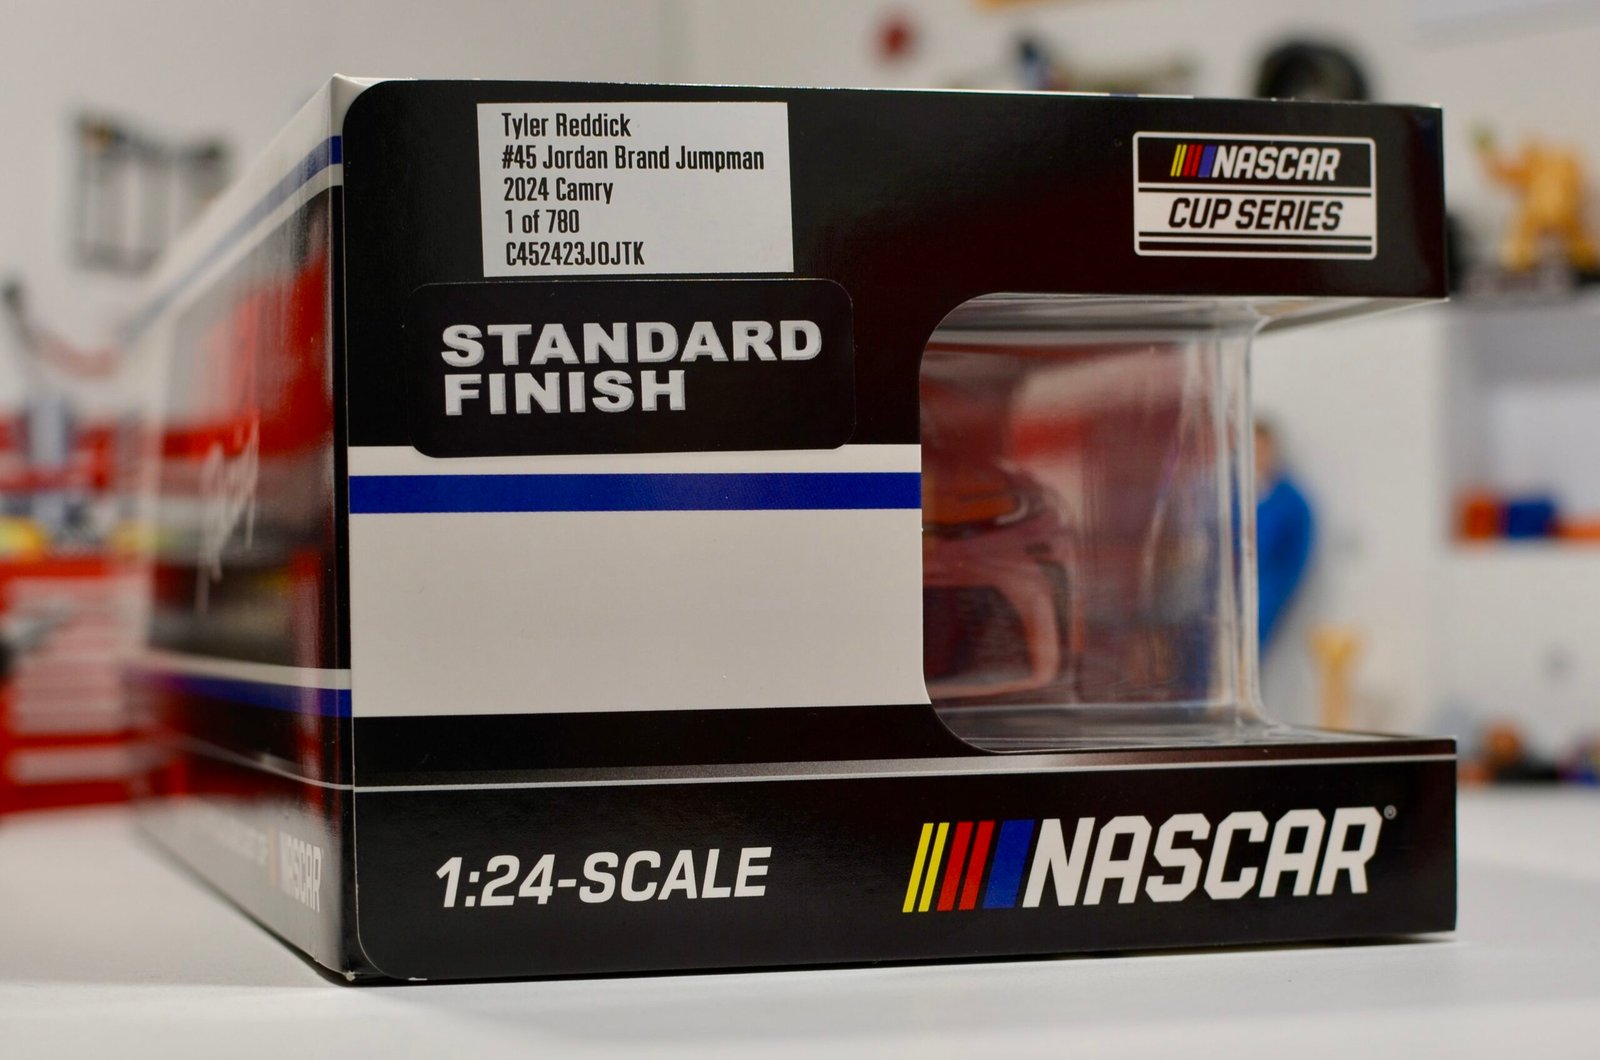 Tyler Reddick
#45 Jordan Brand Jumpman
2024 Camry
1 of 780
C452423JOJTK
STANDARD
FINISH
NASCAR
CUP SERIES
1:24-SCALE
NASCAR®
NASCAR